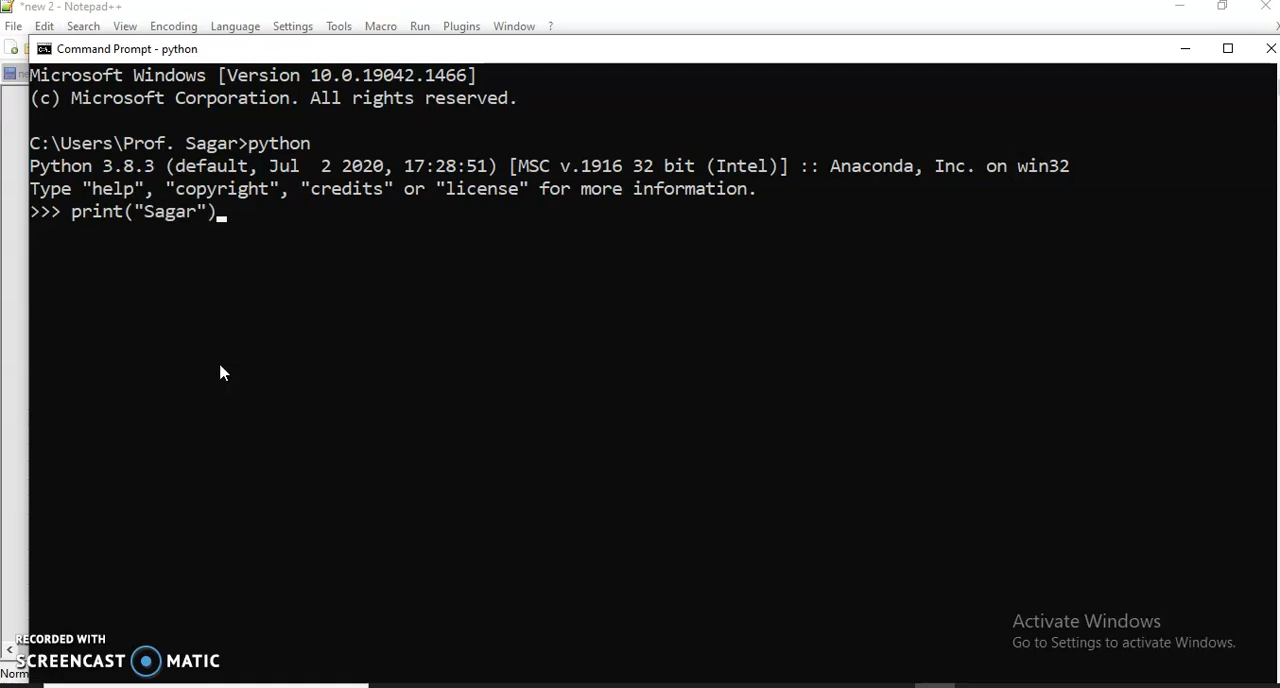 *new 2 - Notepad++
File Edit Search View Encoding Language Settings Tools Macro Run Plugins Window ?
Command Prompt - python
Microsoft Windows [Version 10.0.19042.1466]
(c) Microsoft Corporation. All rights reserved.
C:\Users\Prof. Sagar>python
Python 3.8.3 (default, Jul  2 2020, 17:28:51) [MSC v.1916 32 bit (Intel)] :: Anaconda, Inc. on win32
Type "help", "copyright", "credits" or "license" for more information.
>>> print("Sagar")
Activate Windows
Go to Settings to activate Windows.
RECORDED WITH
SCREENCAST MATIC